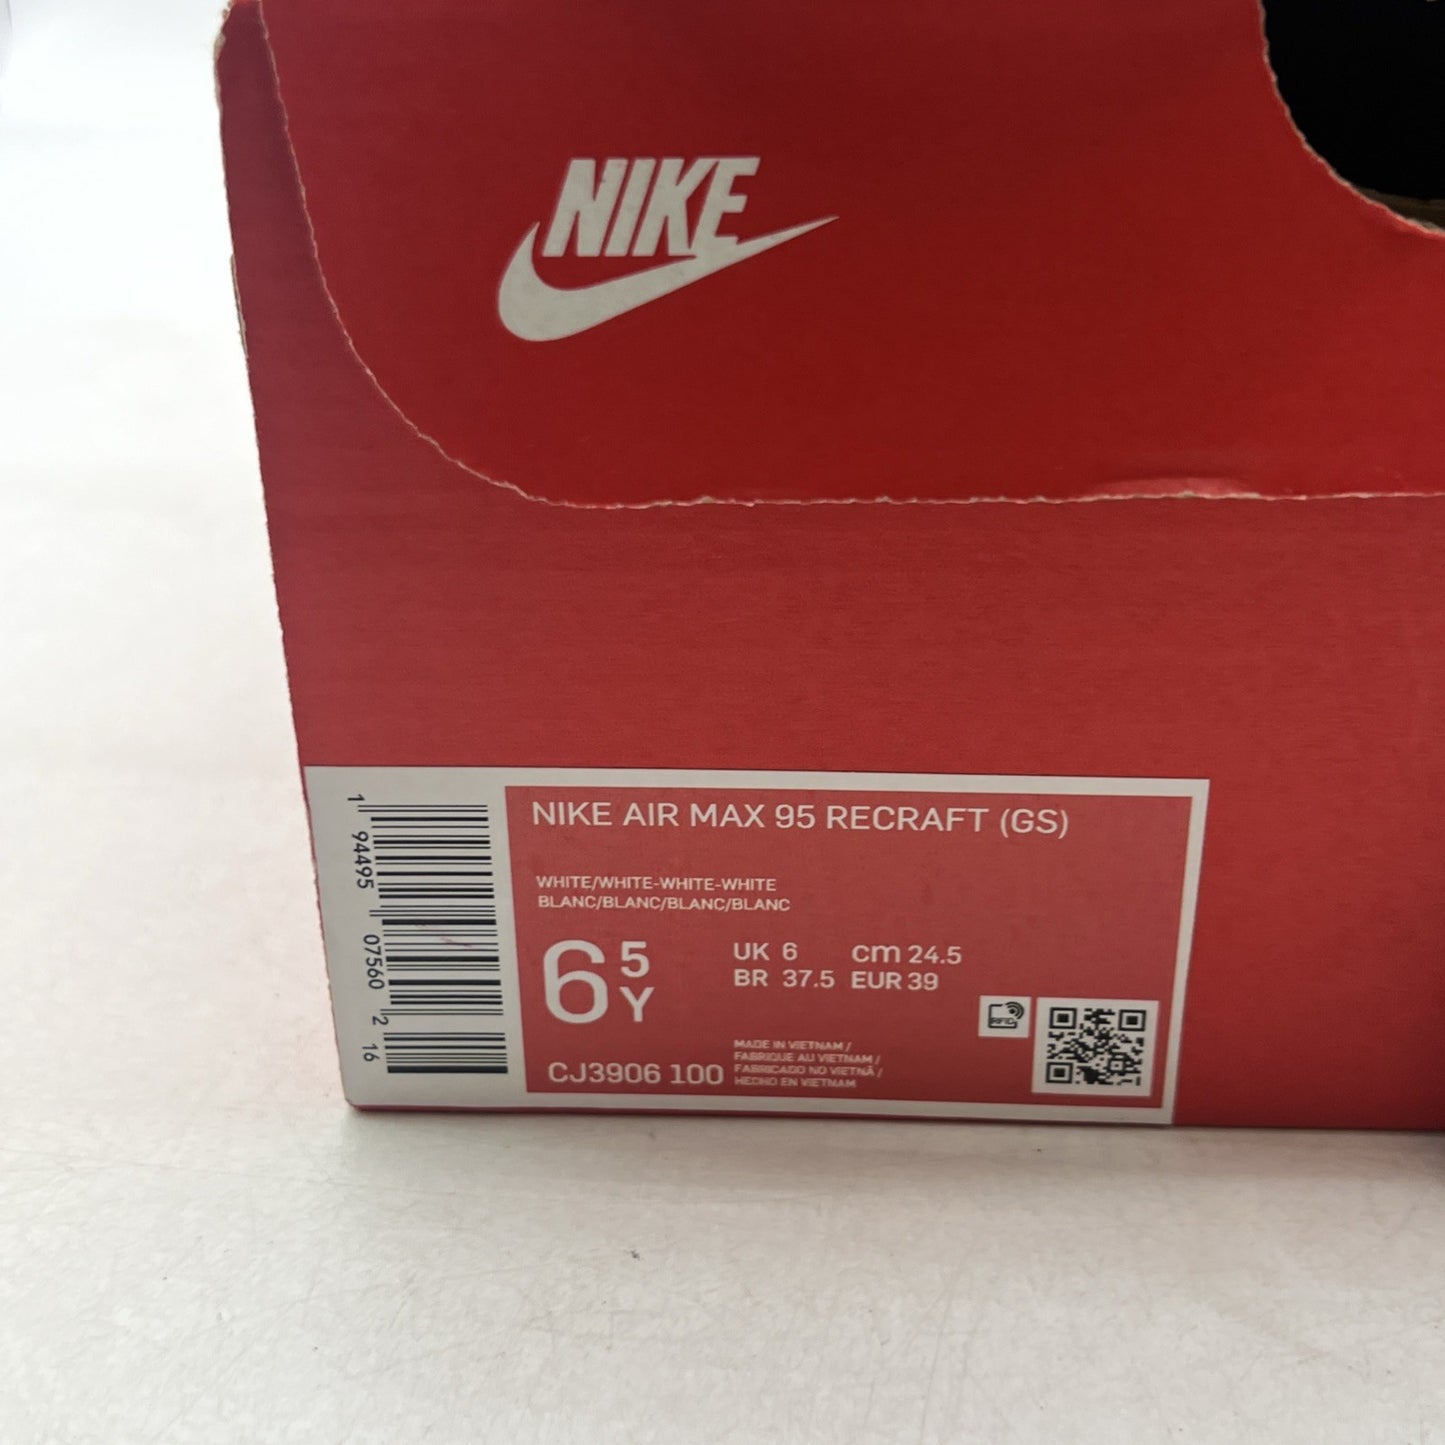 NIKE
NIKE AIR MAX 95 RECRAFT (GS)
WHITE/WHITE-WHITE-WHITE
BLANC/BLANC/BLANC/BLANC
6 5 Y
UK 6 cm 24.5
BR 37.5 EUR 39
RFID
CJ3906 100
MADE IN VIETNAM /
FABRIQUE AU VIETNAM /
FABRICADO NO VIETNÃ /
HECHO EN VIETNAM
1 94495 07560 2 16